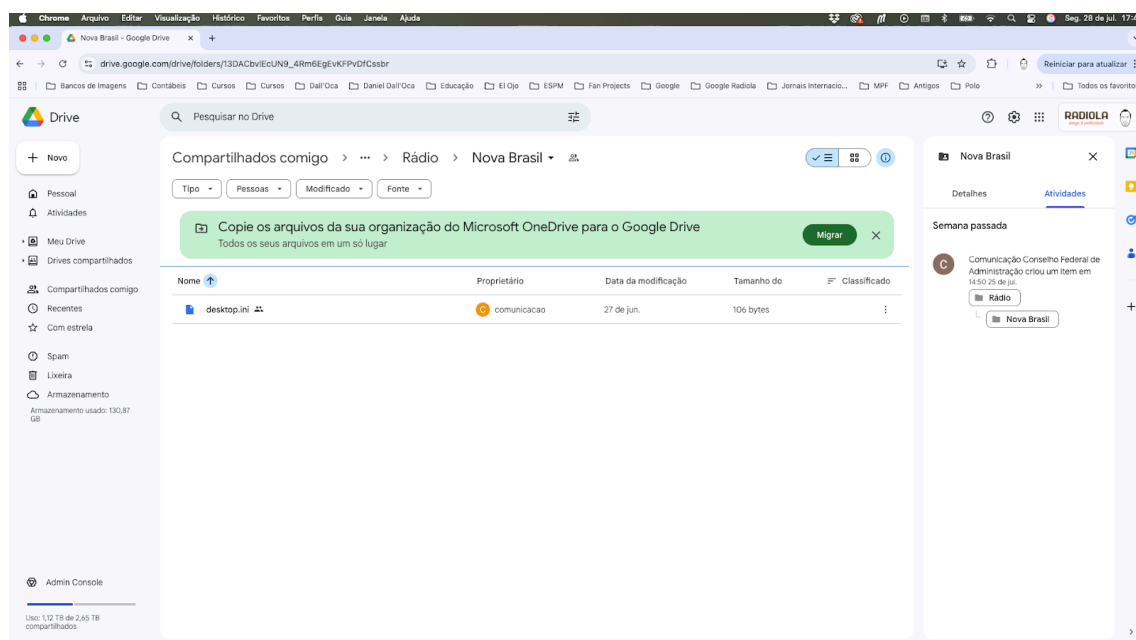 Chrome Arquivo Editar Visualização Histórico Favoritos Perfis Guia Janela Ajuda Seg. 28 de jul. 17:4
Nova Brasil - Google Drive
drive.google.com/drive/folders/13DACbviEcUN9_4Rm6EgEvKFPvDfCssbr Reiniciar para atualizar
Bancos de Imagens Contábeis Cursos Cursos Dall'Oca Daniel Dall'Oca Educação El Ojo ESPM Fan Projects Google Google Radiola Jornais Internacio... MPF Antigos Polo Todos os favorito
Drive
Pesquisar no Drive
RADIOLA
Novo
Pessoal
Atividades
Meu Drive
Drives compartilhados
Compartilhados comigo
Recentes
Com estrela
Spam
Lixeira
Armazenamento
Armazenamento usado: 130,87
GB
Admin Console
Uso: 1,12 TB de 2,65 TB
compartilhados
Compartilhados comigo > ... > Rádio > Nova Brasil
Tipo Pessoas Modificado Fonte
Copie os arquivos da sua organização do Microsoft OneDrive para o Google Drive
Todos os seus arquivos em um só lugar
Migrar
Nome Proprietário Data da modificação Tamanho do Classificado
desktop.ini C comunicacao 27 de jun. 106 bytes
Nova Brasil
Detalhes Atividades
Semana passada
C
Comunicação Conselho Federal de
Administração criou um item em
14:50 25 de jul.
Rádio
Nova Brasil